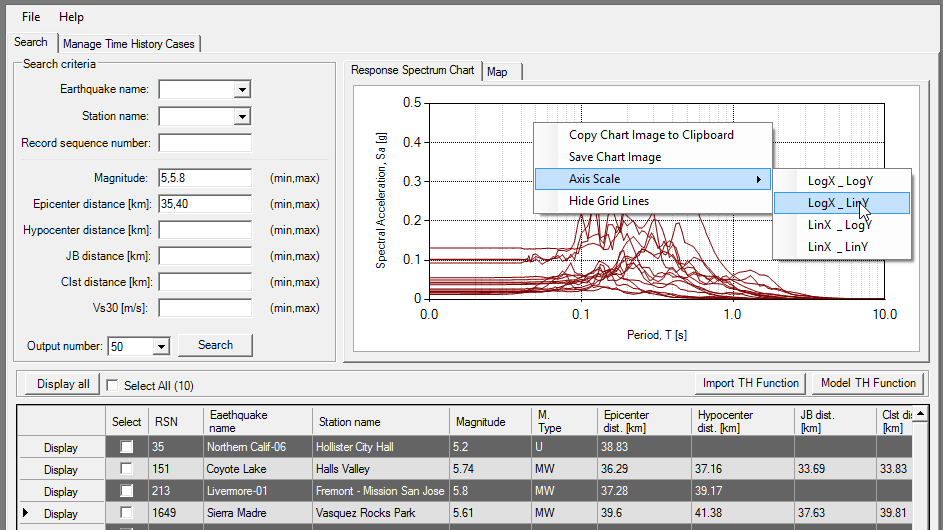 File Help
Search Manage Time History Cases
Search criteria
Earthquake name:
Station name:
Record sequence number:
Magnitude: 5,5.8 (min,max)
Epicenter distance [km]: 35,40 (min,max)
Hypocenter distance [km]: (min,max)
JB distance [km]: (min,max)
Clst distance [km]: (min,max)
Vs30 [m/s]: (min,max)
Output number: 50 Search
Response Spectrum Chart Map
Spectral Acceleration, Sa [g]
0.5
0.4
0.3
0.2
0.1
0
0.0 0.1 1.0 10.0
Period, T [s]
Copy Chart Image to Clipboard
Save Chart Image
Axis Scale
Hide Grid Lines
LogX _ LogY
LogX _ LinY
LinX _ LogY
LinX _ LinY
Display all Select All (10) Import TH Function Model TH Function
Select RSN Eaethquake name Station name Magnitude M. Type Epicenter dist. [km] Hypocenter dist. [km] JB dist. [km] Clst di [km]
Display 35 Northern Calif-06 Hollister City Hall 5.2 U 38.83
Display 151 Coyote Lake Halls Valley 5.74 MW 36.29 37.16 33.69 33.83
Display 213 Livermore-01 Fremont - Mission San Jose 5.8 MW 37.28 39.17
Display 1649 Sierra Madre Vasquez Rocks Park 5.61 MW 39.6 41.38 37.63 39.81